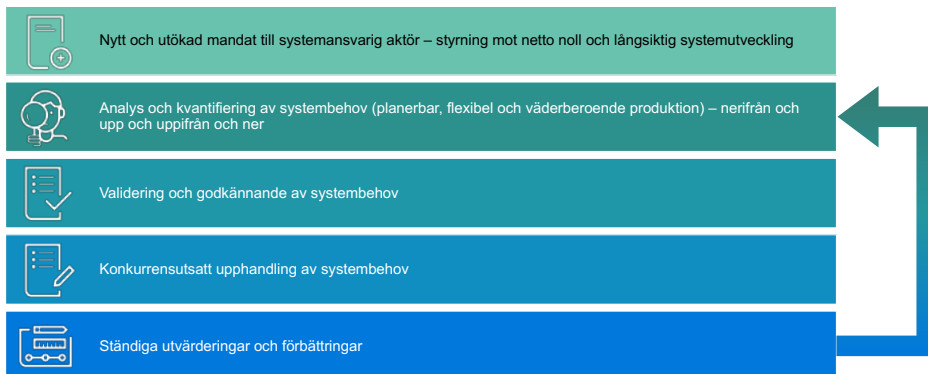 Nytt och utökad mandat till systemansvarig aktör – styrning mot netto noll och långsiktig systemutveckling
Analys och kvantifiering av systembehov (planerbar, flexibel och väderberoende produktion) – nerifrån och
upp och uppifrån och ner
Validering och godkännande av systembehov
Konkurrensutsatt upphandling av systembehov
Ständiga utvärderingar och förbättringar